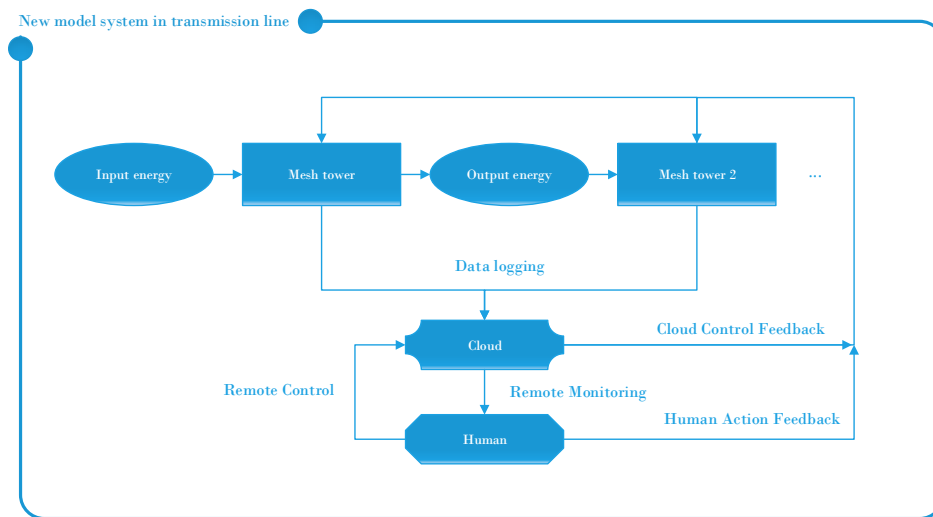 New model system in transmission line
Input energy
Mesh tower
Output energy
Mesh tower 2
...
Data logging
Cloud
Cloud Control Feedback
Remote Control
Remote Monitoring
Human Action Feedback
Human